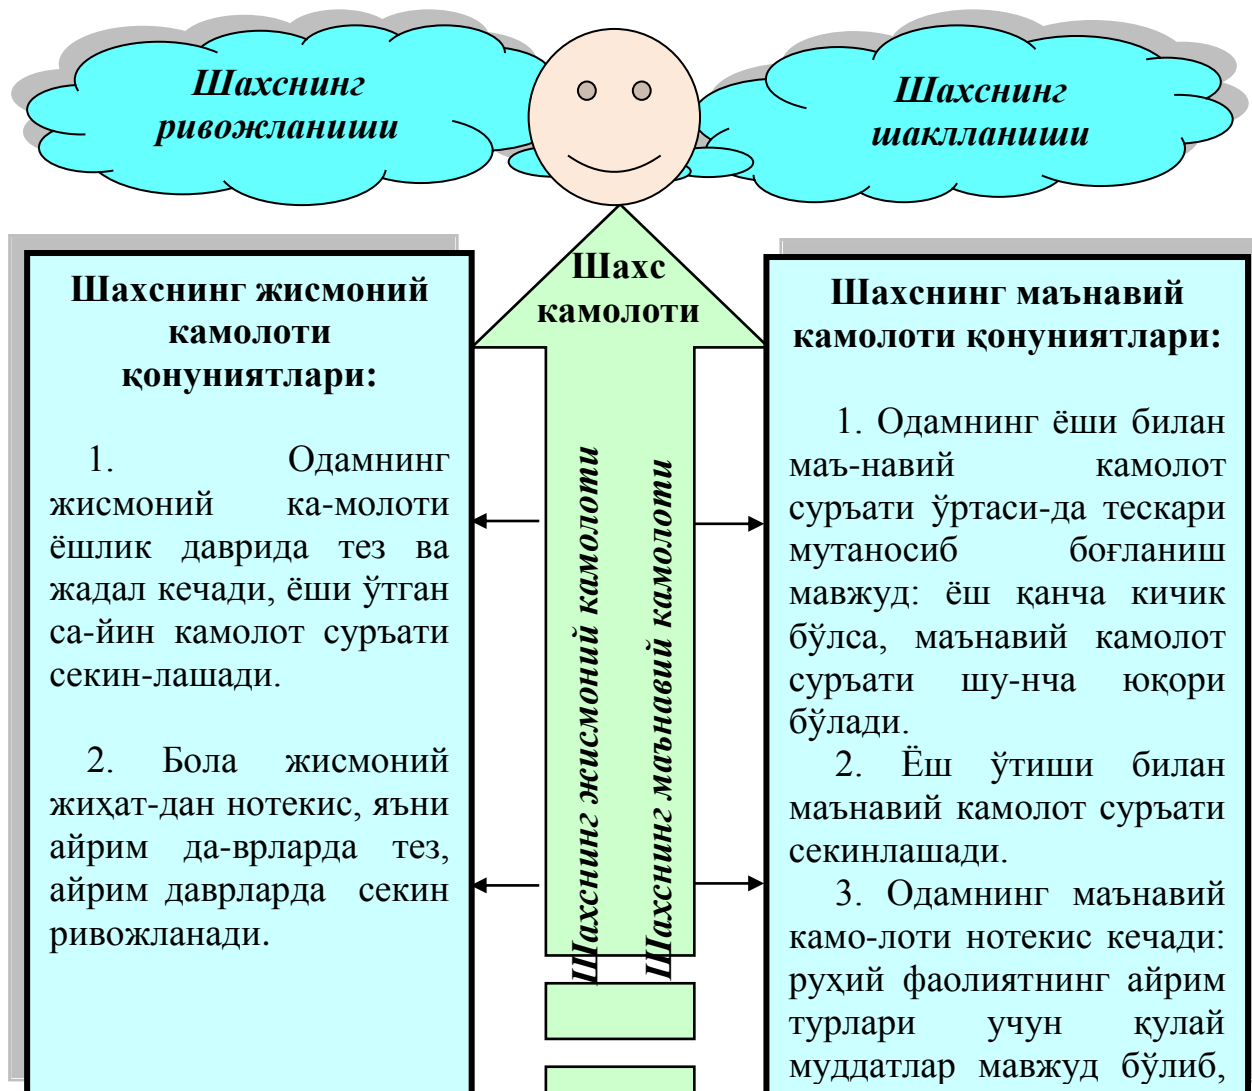 Шахснинг
ривожланиши
Шахснинг
шаклланиши
Шахс
камолоти
Шахснинг жисмоний
камолоти
қонуниятлари:
1. Одамнинг
жисмоний ка-молоти
ёшлик даврида тез ва
жадал кечади, ёши ўтган
са-йин камолот суръати
секин-лашади.
2. Бола жисмоний
жиҳат-дан нотекис, яъни
айрим да-врларда тез,
айрим даврларда секин
ривожланади.
Шахснинг жисмоний камолоти
Шахснинг маънавий камолоти
Шахснинг маънавий
камолоти қонуниятлари:
1. Одамнинг ёши билан
маъ-навий камолот
суръати ўртаси-да тескари
мутаносиб боғланиш
мавжуд: ёш қанча кичик
бўлса, маънавий камолот
суръати шу-нча юқори
бўлади.
2. Ёш ўтиши билан
маънавий камолот суръати
секинлашади.
3. Одамнинг маънавий
камо-лоти нотекис кечади:
руҳий фаолиятнинг айрим
турлари учун қулай
муддатлар мавжуд бўлиб,